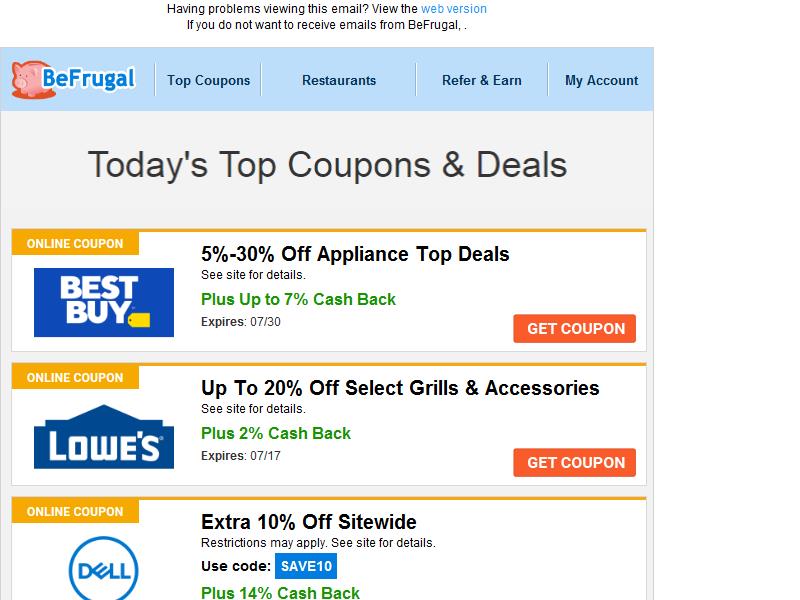 Having problems viewing this email? View the web version
If you do not want to receive emails from BeFrugal, .
BeFrugal
Top Coupons
Restaurants
Refer & Earn
My Account
Today's Top Coupons & Deals
ONLINE COUPON
BEST
BUY
5%-30% Off Appliance Top Deals
See site for details.
Plus Up to 7% Cash Back
Expires: 07/30
GET COUPON
ONLINE COUPON
LOWE'S
Up To 20% Off Select Grills & Accessories
See site for details.
Plus 2% Cash Back
Expires: 07/17
GET COUPON
ONLINE COUPON
DELL
Extra 10% Off Sitewide
Restrictions may apply. See site for details.
Use code: SAVE10
Plus 14% Cash Back